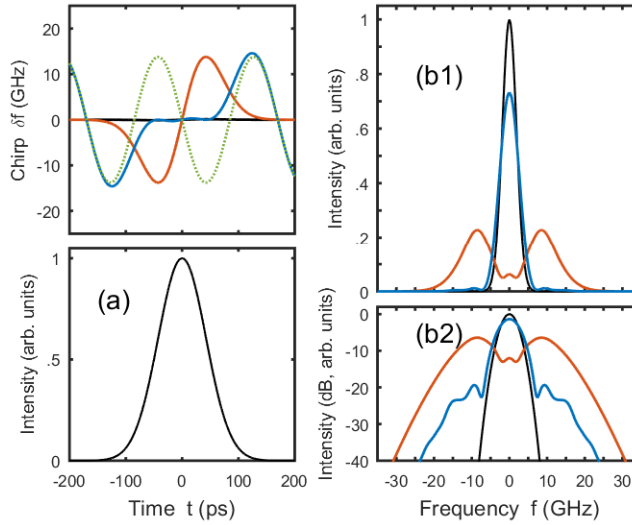 20
10
0
-10
-20
Chirp δf (GHz)
1
.5
0
Intensity (arb. units)
(a)
-200 -100 0 100 200
Time t (ps)
1
.8
.6
.4
.2
0
Intensity (arb. units)
(b1)
0
-10
-20
-30
-40
Intensity (dB, arb. units)
(b2)
-30 -20 -10 0 10 20 30
Frequency f (GHz)